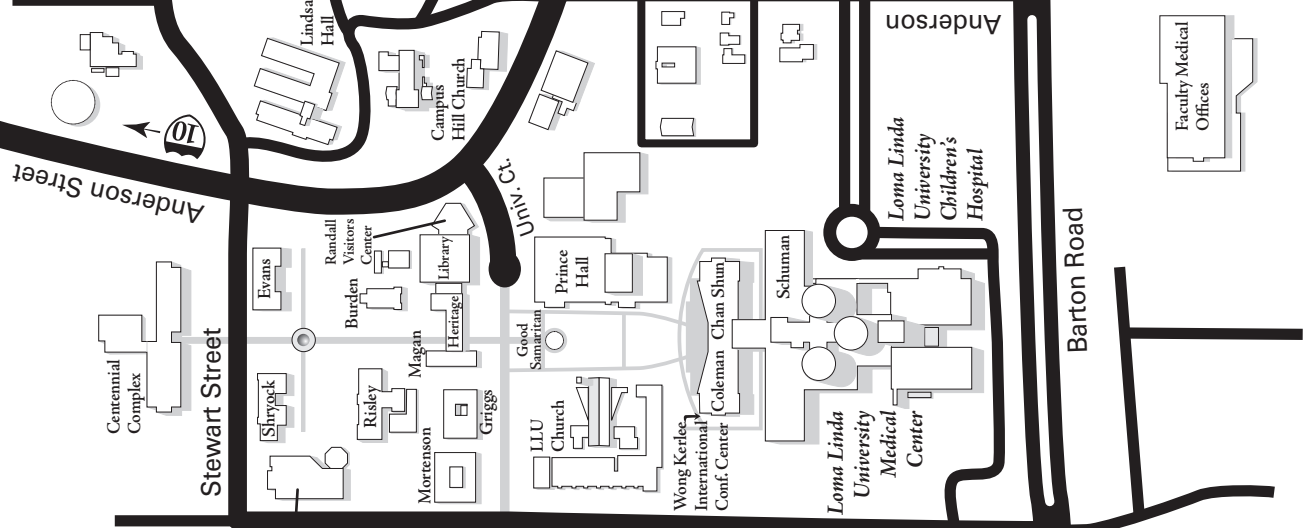 Lindsa
Hall
Campus
Hill Church
10
Anderson Street
Anderson
Faculty Medical
Offices
Loma Linda
University
Children's
Hospital
Univ. Ct.
Barton Road
Stewart Street
Centennial
Complex
Evans
Shryock
Randall
Visitors
Center
Library
Burden
Heritage
Magan
Risley
Griggs
Mortenson
Good
Samaritan
Prince
Hall
LLU
Church
Schuman
Chan Shun
Coleman
Wong Kerlee
International
Conf. Center
Loma Linda
University
Medical
Center